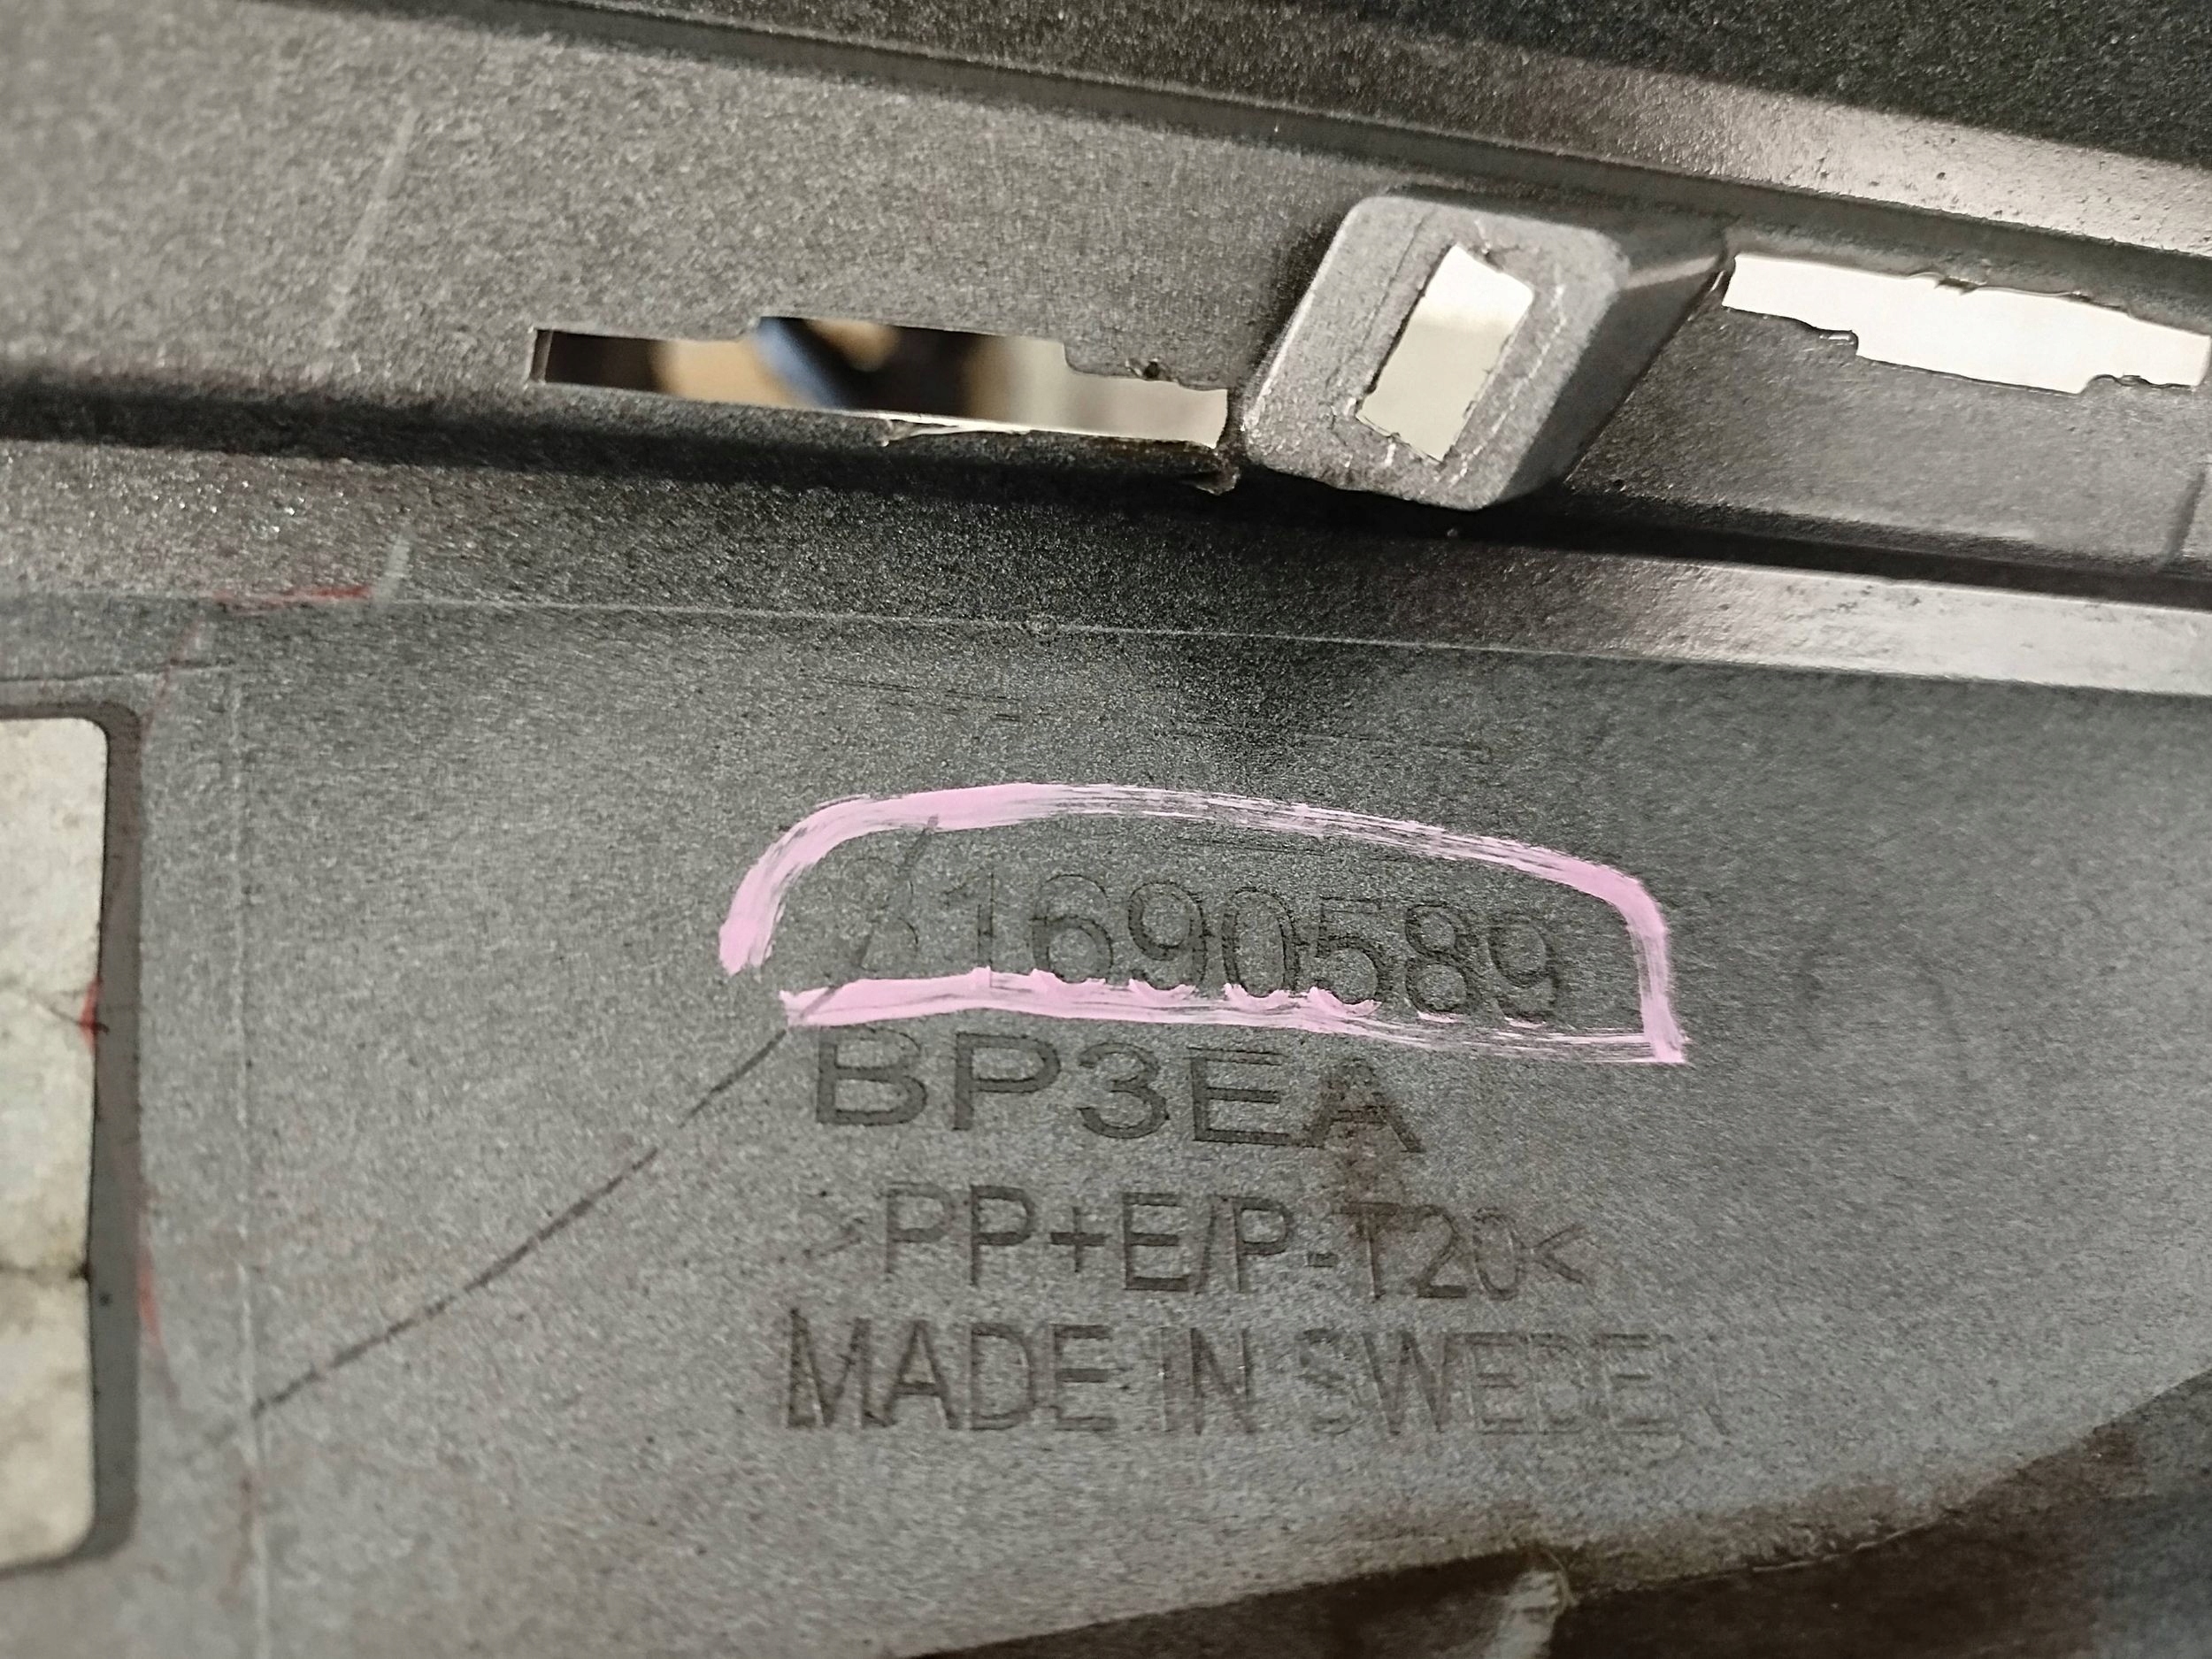 31690589
BP3EA
>PP+E/P-T20<
MADE IN SWEDEN